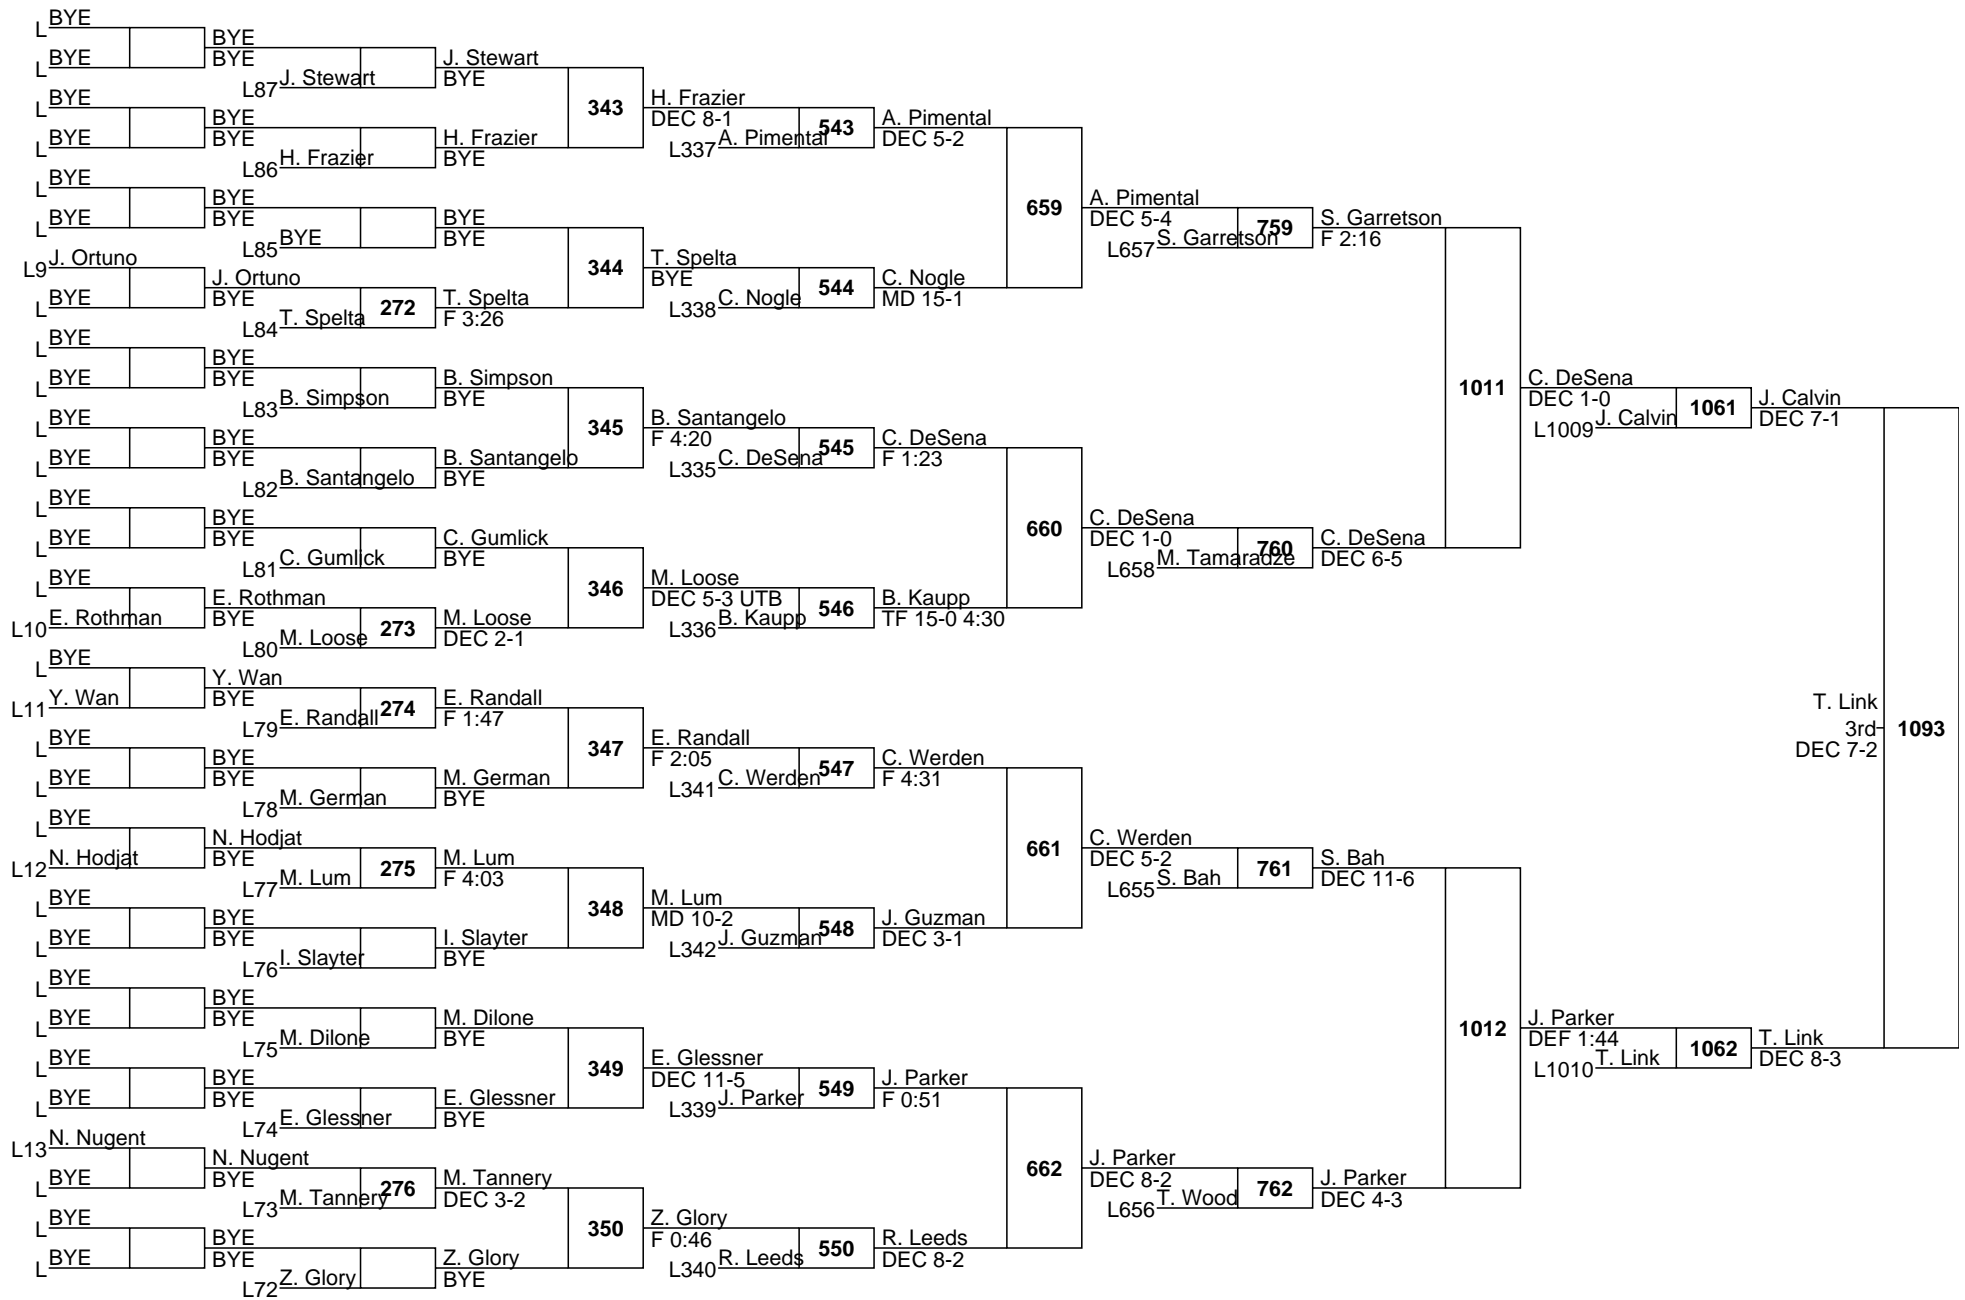 L BYE
L BYE
BYE
BYE
L87 J. Stewart
J. Stewart
BYE
L BYE
L BYE
BYE
BYE
L86 H. Frazier
H. Frazier
BYE
343
H. Frazier
DEC 8-1
L337 A. Pimental
543
A. Pimental
DEC 5-2
L BYE
L BYE
BYE
BYE
L85 BYE
BYE
BYE
L9 J. Ortuno
L BYE
J. Ortuno
BYE
L84 T. Spelta
272
T. Spelta
F 3:26
344
T. Spelta
BYE
L338 C. Nogle
544
C. Nogle
MD 15-1
659
A. Pimental
DEC 5-4
L657 S. Garretson
759
S. Garretson
F 2:16
L BYE
L BYE
BYE
BYE
L83 B. Simpson
B. Simpson
BYE
L BYE
L BYE
BYE
BYE
L82 B. Santangelo
B. Santangelo
BYE
345
B. Santangelo
F 4:20
L335 C. DeSena
545
C. DeSena
F 1:23
L BYE
L BYE
BYE
BYE
L81 C. Gumlick
C. Gumlick
BYE
L BYE
L10 E. Rothman
E. Rothman
BYE
L80 M. Loose
273
M. Loose
DEC 2-1
346
M. Loose
DEC 5-3 UTB
L336 B. Kaupp
546
B. Kaupp
TF 15-0 4:30
660
C. DeSena
DEC 1-0
L658 M. Tamaradze
760
C. DeSena
DEC 6-5
1011
C. DeSena
DEC 1-0
L1009 J. Calvin
1061
J. Calvin
DEC 7-1
L BYE
L11 Y. Wan
Y. Wan
BYE
L79 E. Randall
274
E. Randall
F 1:47
L BYE
L BYE
BYE
BYE
L78 M. German
M. German
BYE
347
E. Randall
F 2:05
L341 C. Werden
547
C. Werden
F 4:31
L BYE
L12 N. Hodjat
N. Hodjat
BYE
L77 M. Lum
275
M. Lum
F 4:03
L BYE
L BYE
BYE
BYE
L76 I. Slayter
I. Slayter
BYE
348
M. Lum
MD 10-2
L342 J. Guzman
548
J. Guzman
DEC 3-1
661
C. Werden
DEC 5-2
L655 S. Bah
761
S. Bah
DEC 11-6
L BYE
L BYE
BYE
BYE
L75 M. Dilone
M. Dilone
BYE
L BYE
L BYE
BYE
BYE
L74 E. Glessner
E. Glessner
BYE
349
E. Glessner
DEC 11-5
L339 J. Parker
549
J. Parker
F 0:51
L13 N. Nugent
L BYE
N. Nugent
BYE
L73 M. Tannery
276
M. Tannery
DEC 3-2
L BYE
L BYE
BYE
BYE
L72 Z. Glory
Z. Glory
BYE
350
Z. Glory
F 0:46
L340 R. Leeds
550
R. Leeds
DEC 8-2
662
J. Parker
DEC 8-2
L656 T. Wood
762
J. Parker
DEC 4-3
1012
J. Parker
DEF 1:44
L1010 T. Link
1062
T. Link
DEC 8-3
T. Link
3rd
DEC 7-2
1093